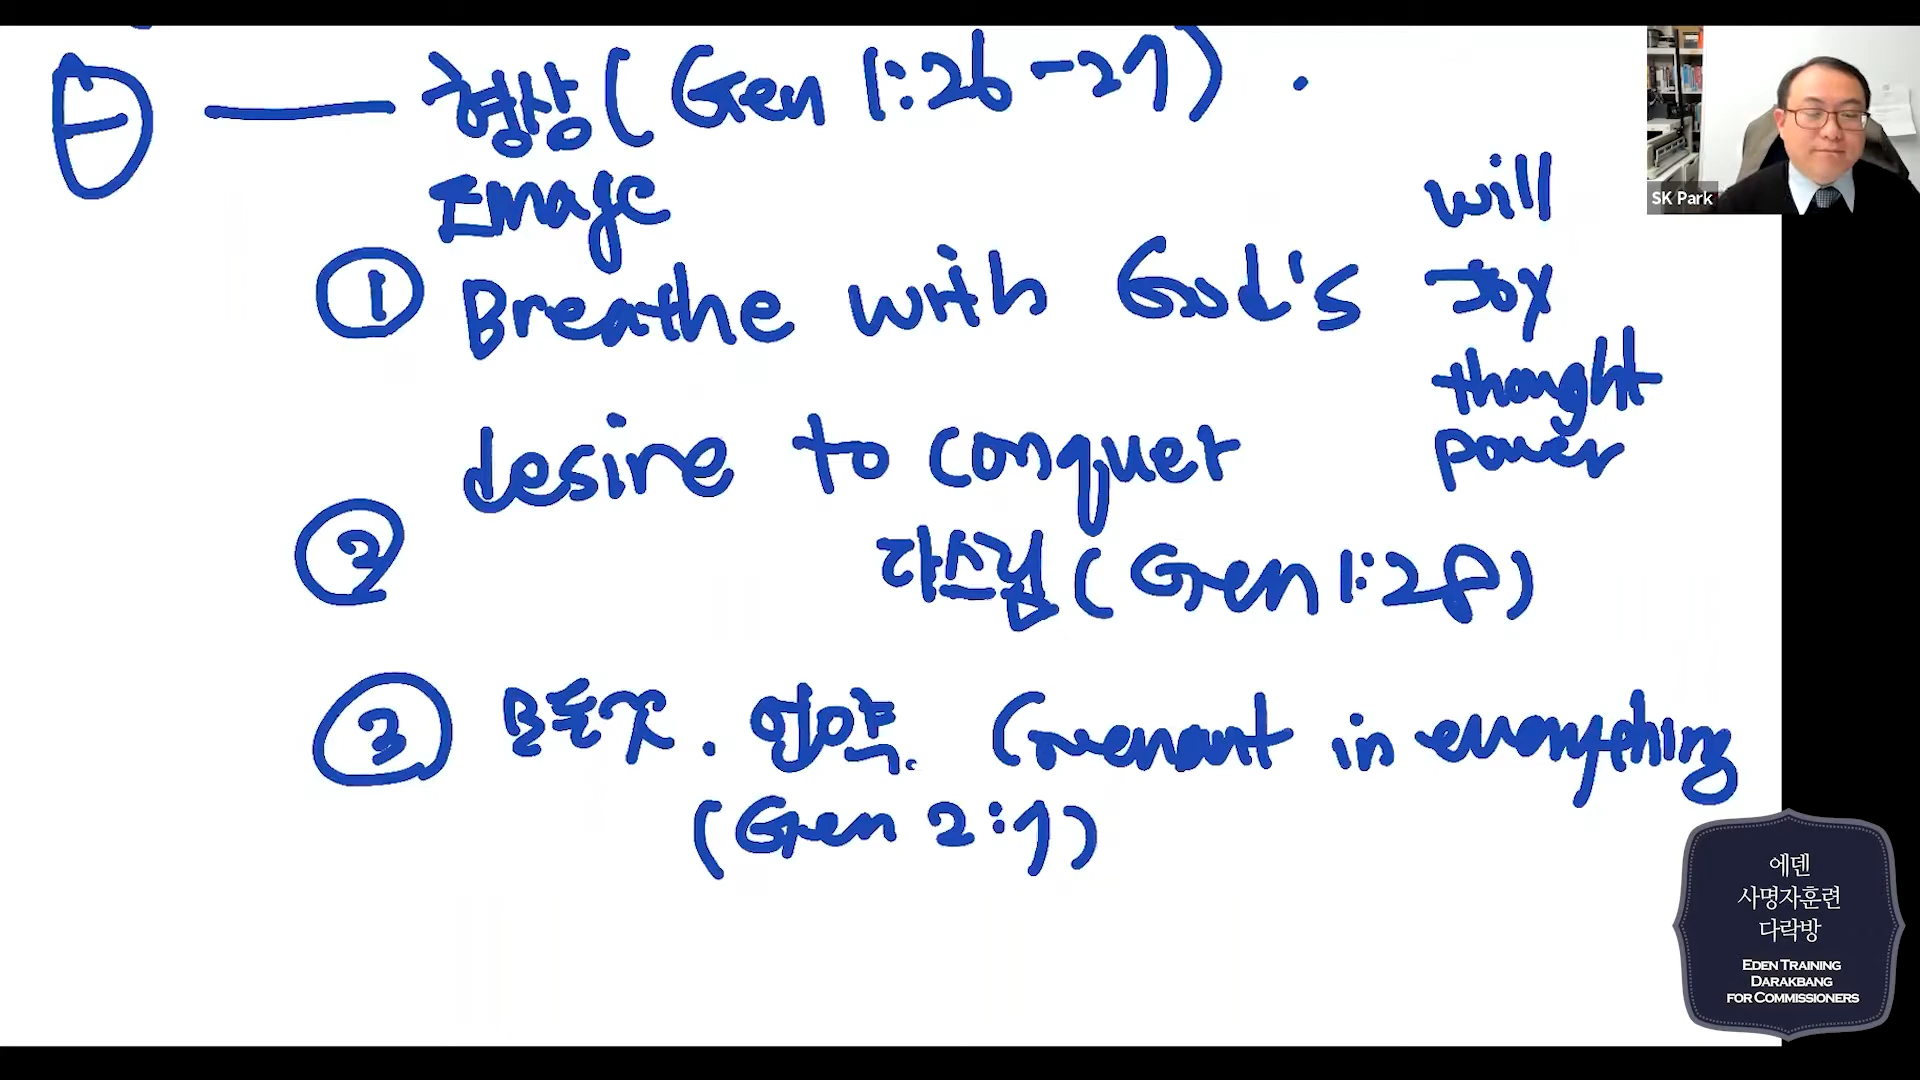 형상 (Gen 1:26-27).
Image
① Breathe with God's
will
Joy
thought
power
desire to conquer
② 다스림 (Gen 1:28)
③ 모든것. 언약. Covenant in everything
(Gen 2:7)
SK Park
에덴
사명자훈련
다락방
EDEN TRAINING
DARAKBANG
FOR COMMISSIONERS